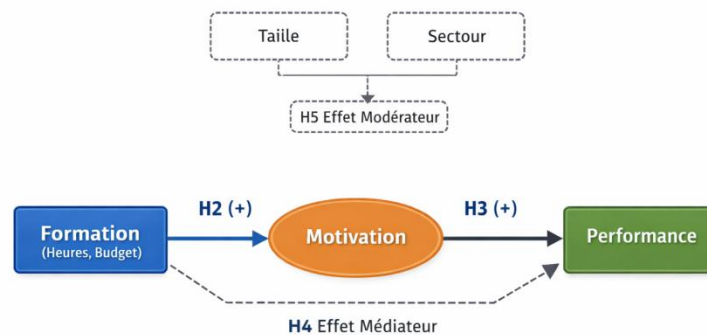 Taille
Sectour
H5 Effet Modérateur
H2 (+)
H3 (+)
Formation
(Heures, Budget)
Motivation
Performance
H4 Effet Médiateur